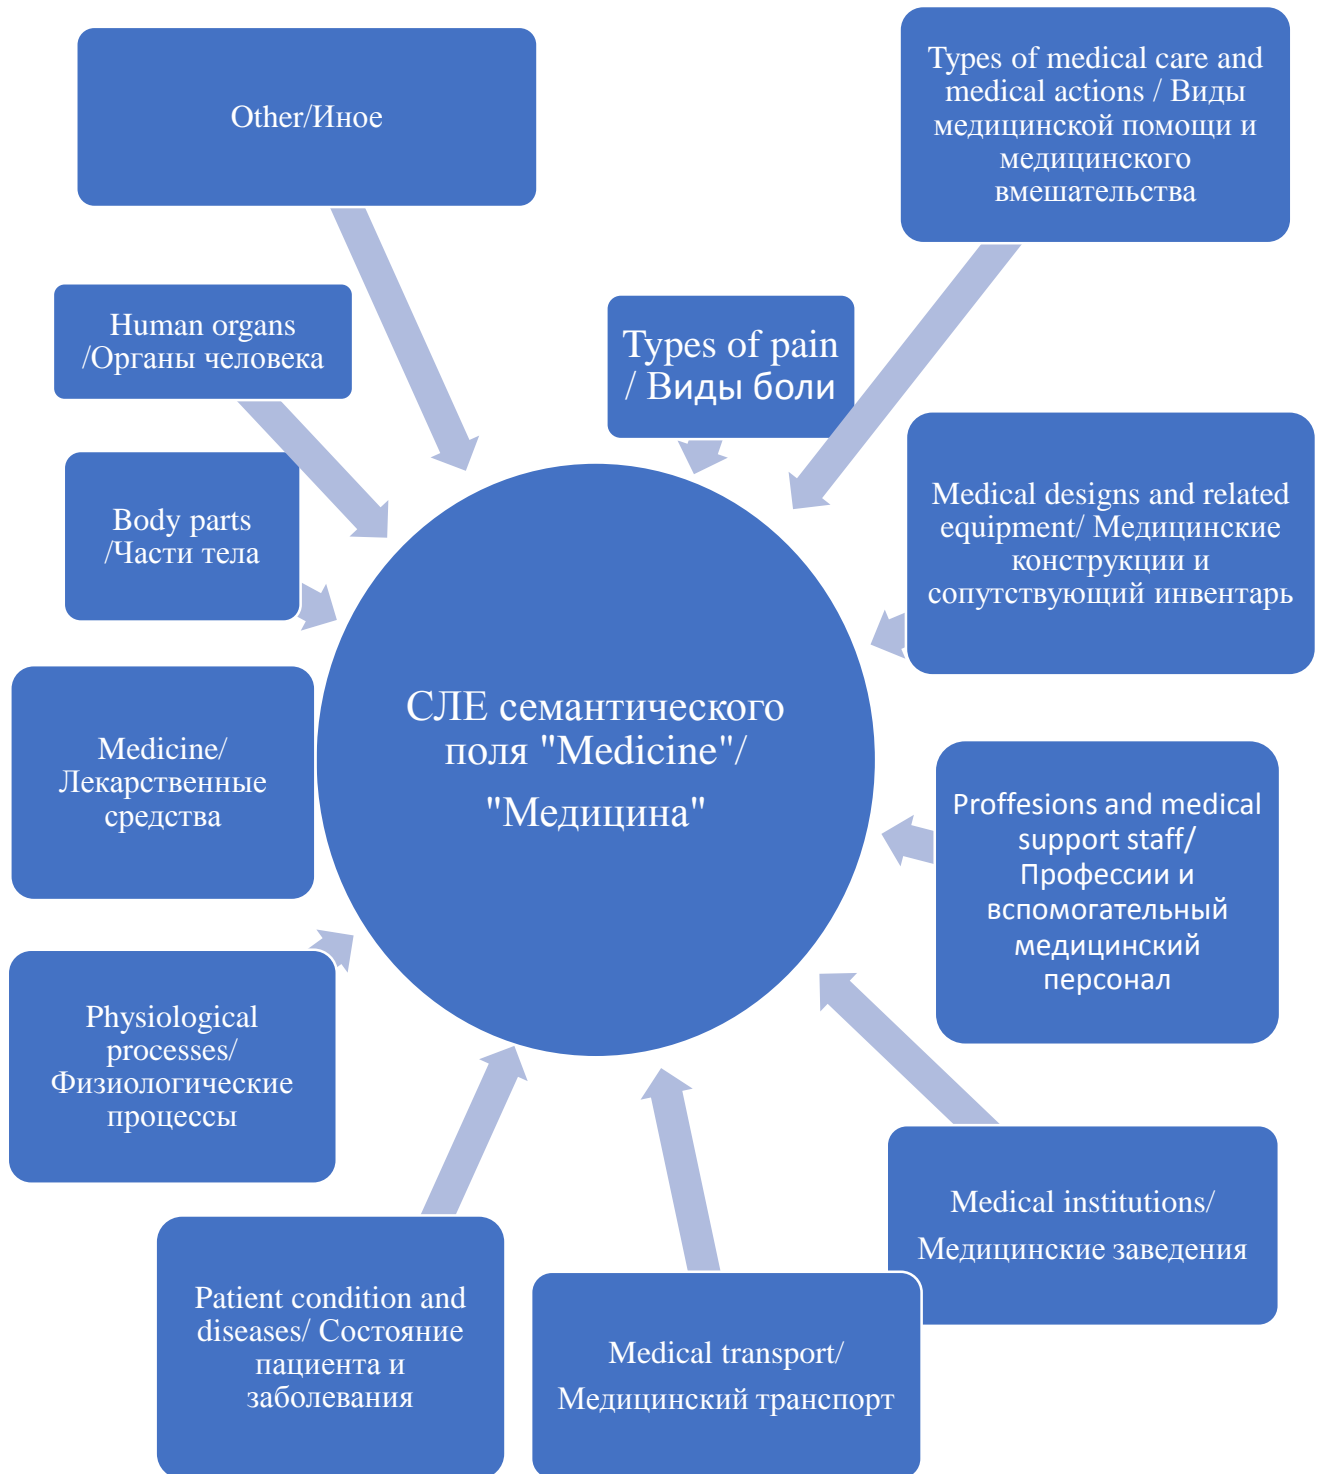 Other/Иное
Types of medical care and
medical actions / Виды
медицинской помощи и
медицинского
вмешательства
Human organs
/Органы человека
Types of pain
/ Виды боли
Body parts
/Части тела
Medical designs and related
equipment/ Медицинские
конструкции и
сопутствующий инвентарь
СЛЕ семантического
поля "Medicine"/
"Медицина"
Medicine/
Лекарственные
средства
Proffesions and medical
support staff/
Профессии и
вспомогательный
медицинский
персонал
Physiological
processes/
Физиологические
процессы
Medical institutions/
Медицинские заведения
Patient condition and
diseases/ Состояние
пациента и
заболевания
Medical transport/
Медицинский транспорт